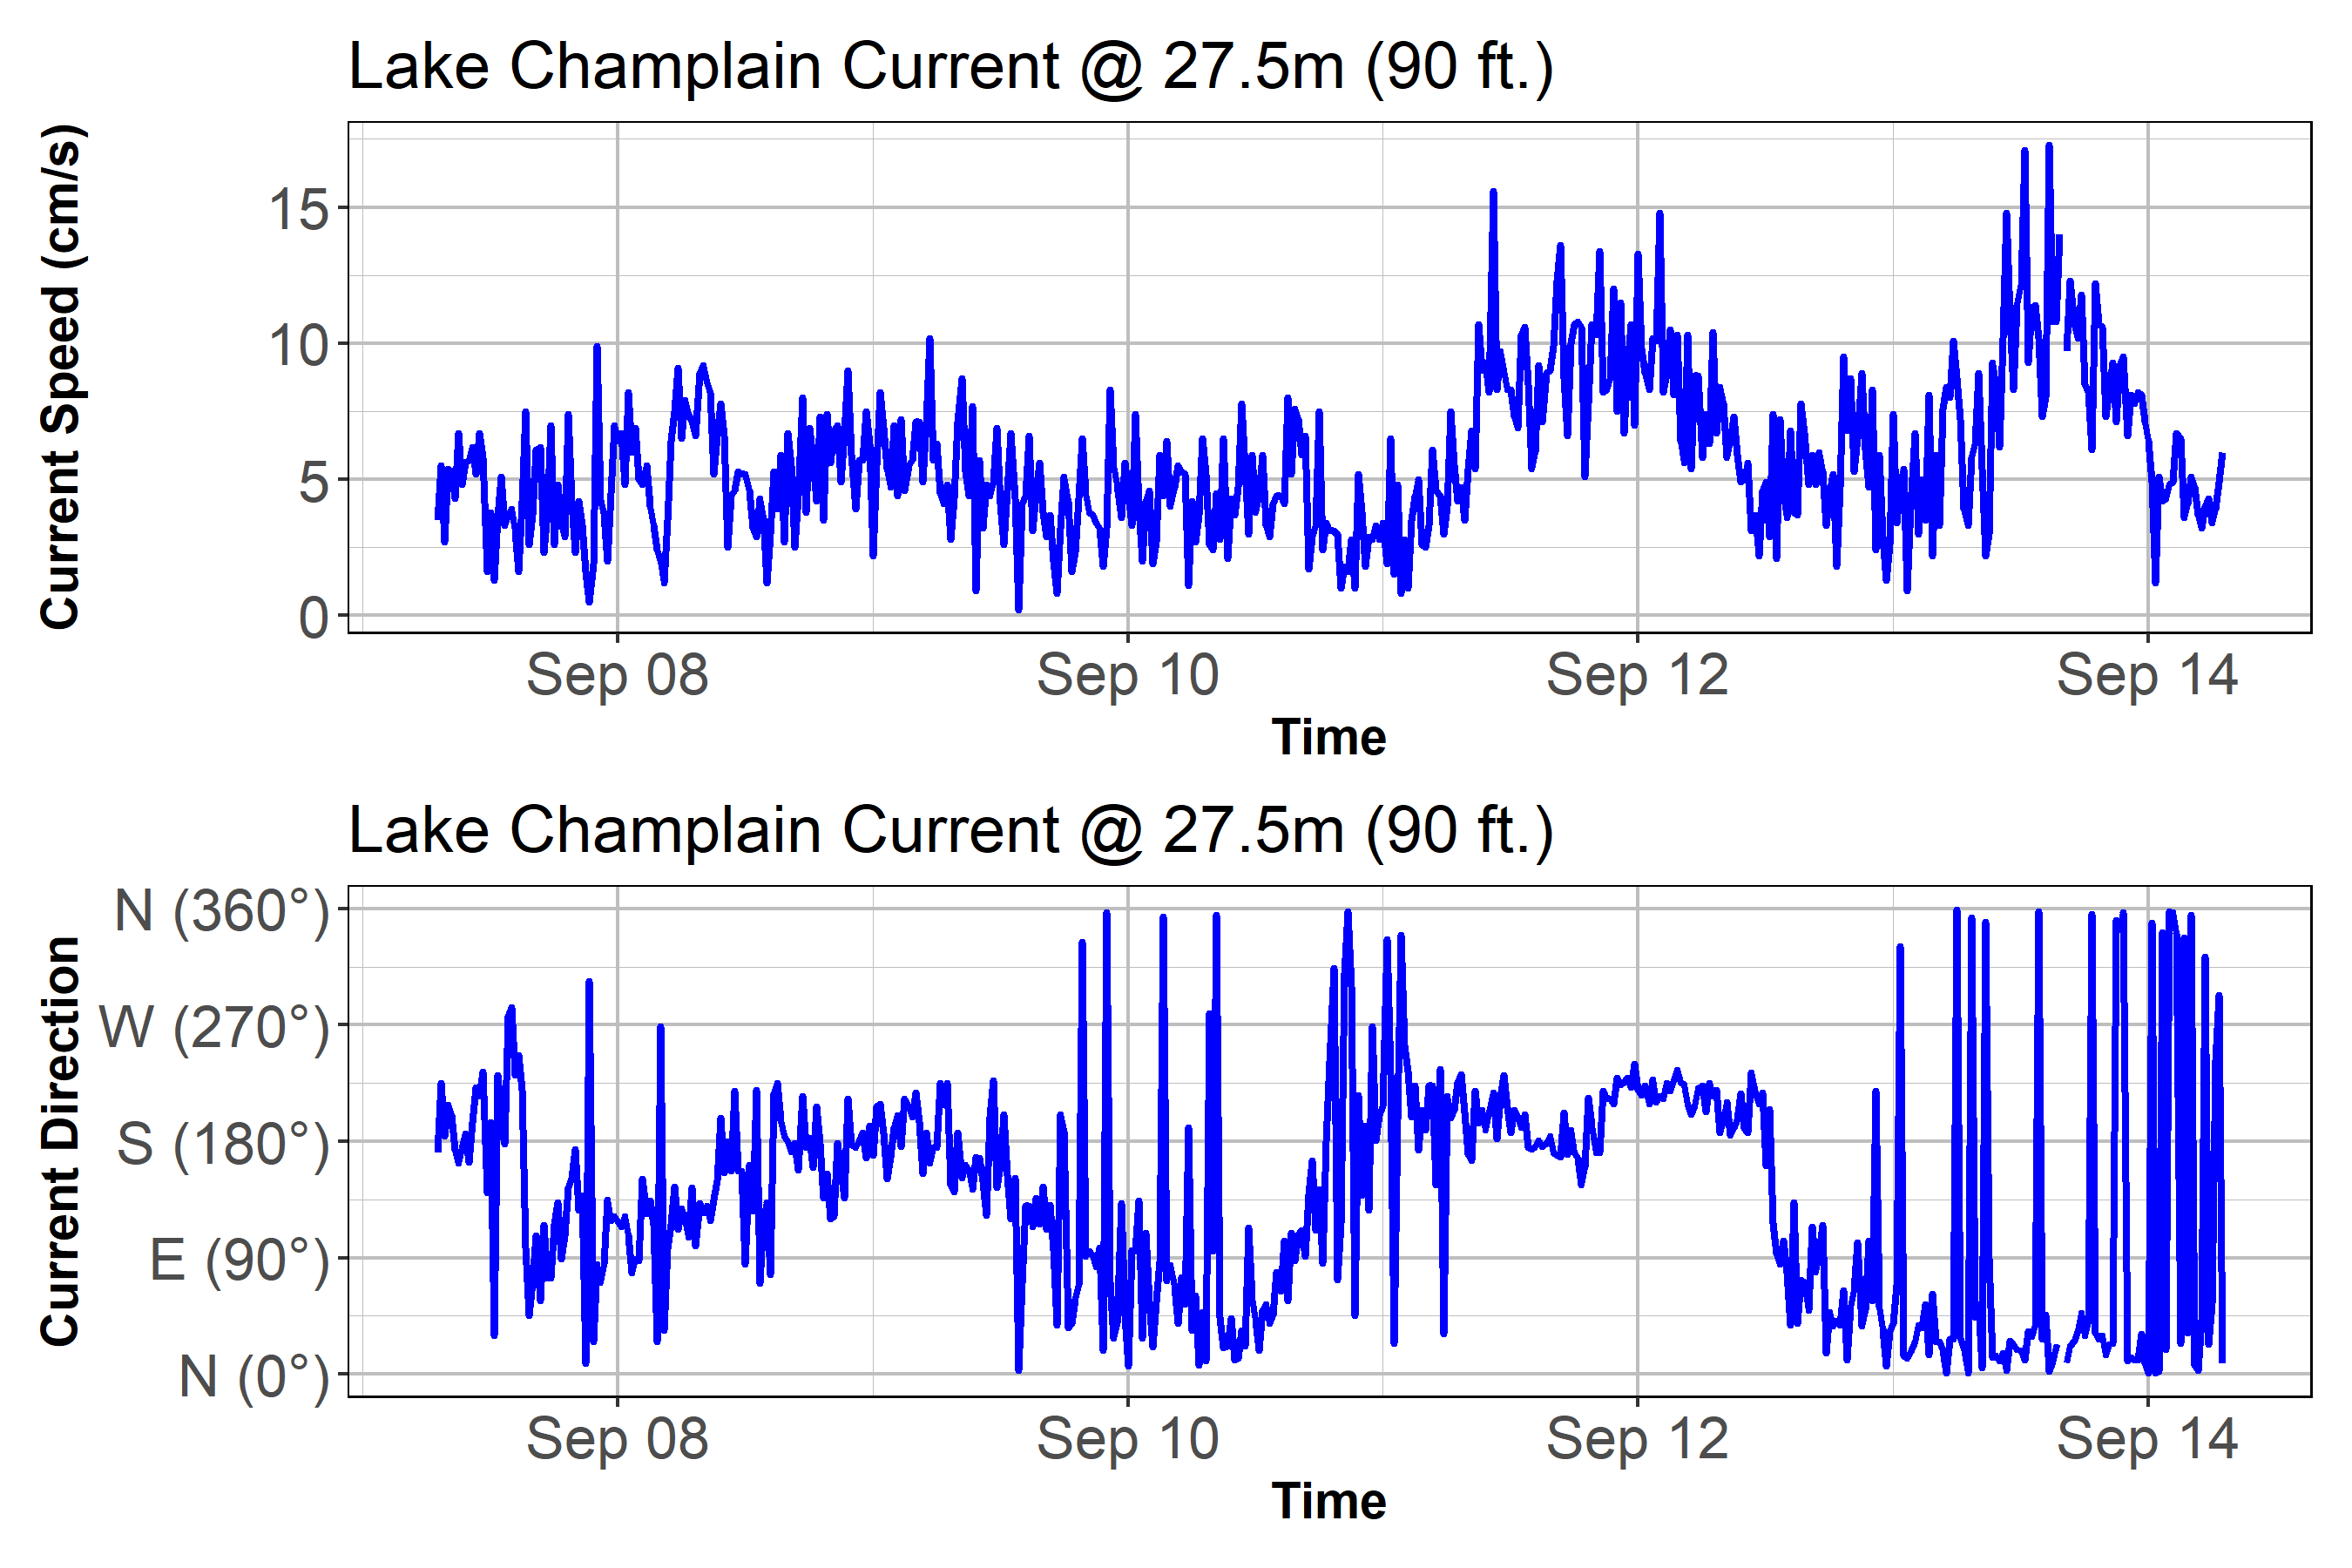 Lake Champlain Current @ 27.5m (90 ft.)
Current Speed (cm/s)
15
10
5
0
Sep 08 Sep 10 Sep 12 Sep 14
Time
Lake Champlain Current @ 27.5m (90 ft.)
Current Direction
N (360°)
W (270°)
S (180°)
E (90°)
N (0°)
Sep 08 Sep 10 Sep 12 Sep 14
Time